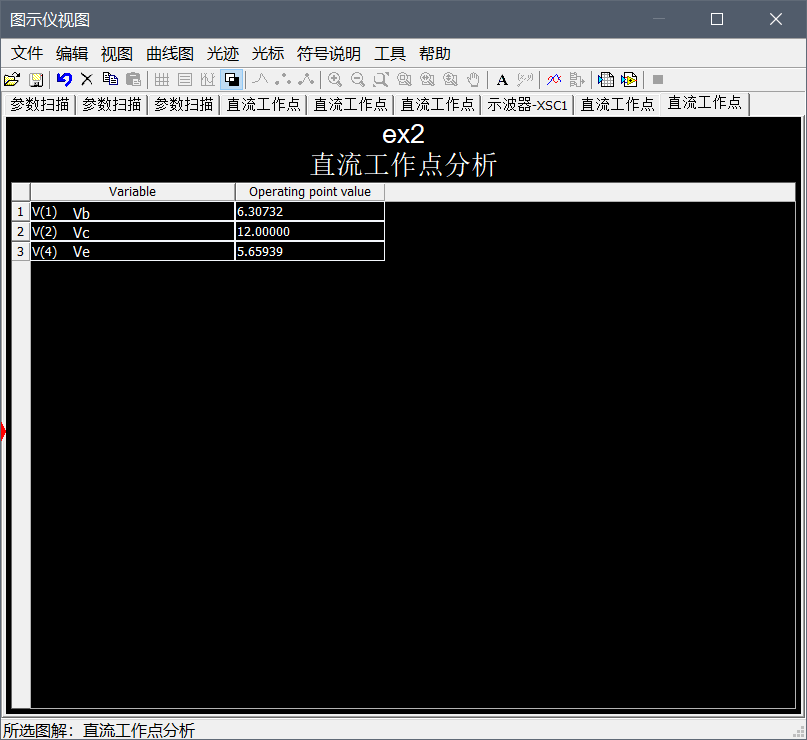 图示仪视图
文件 编辑 视图 曲线图 光迹 光标 符号说明 工具 帮助
A
参数扫描 参数扫描 参数扫描 直流工作点 直流工作点 直流工作点 示波器-XSC1 直流工作点 直流工作点
ex2
直流工作点分析
Variable Operating point value
1 V(1) Vb 6.30732
2 V(2) Vc 12.00000
3 V(4) Ve 5.65939
所选图解：直流工作点分析